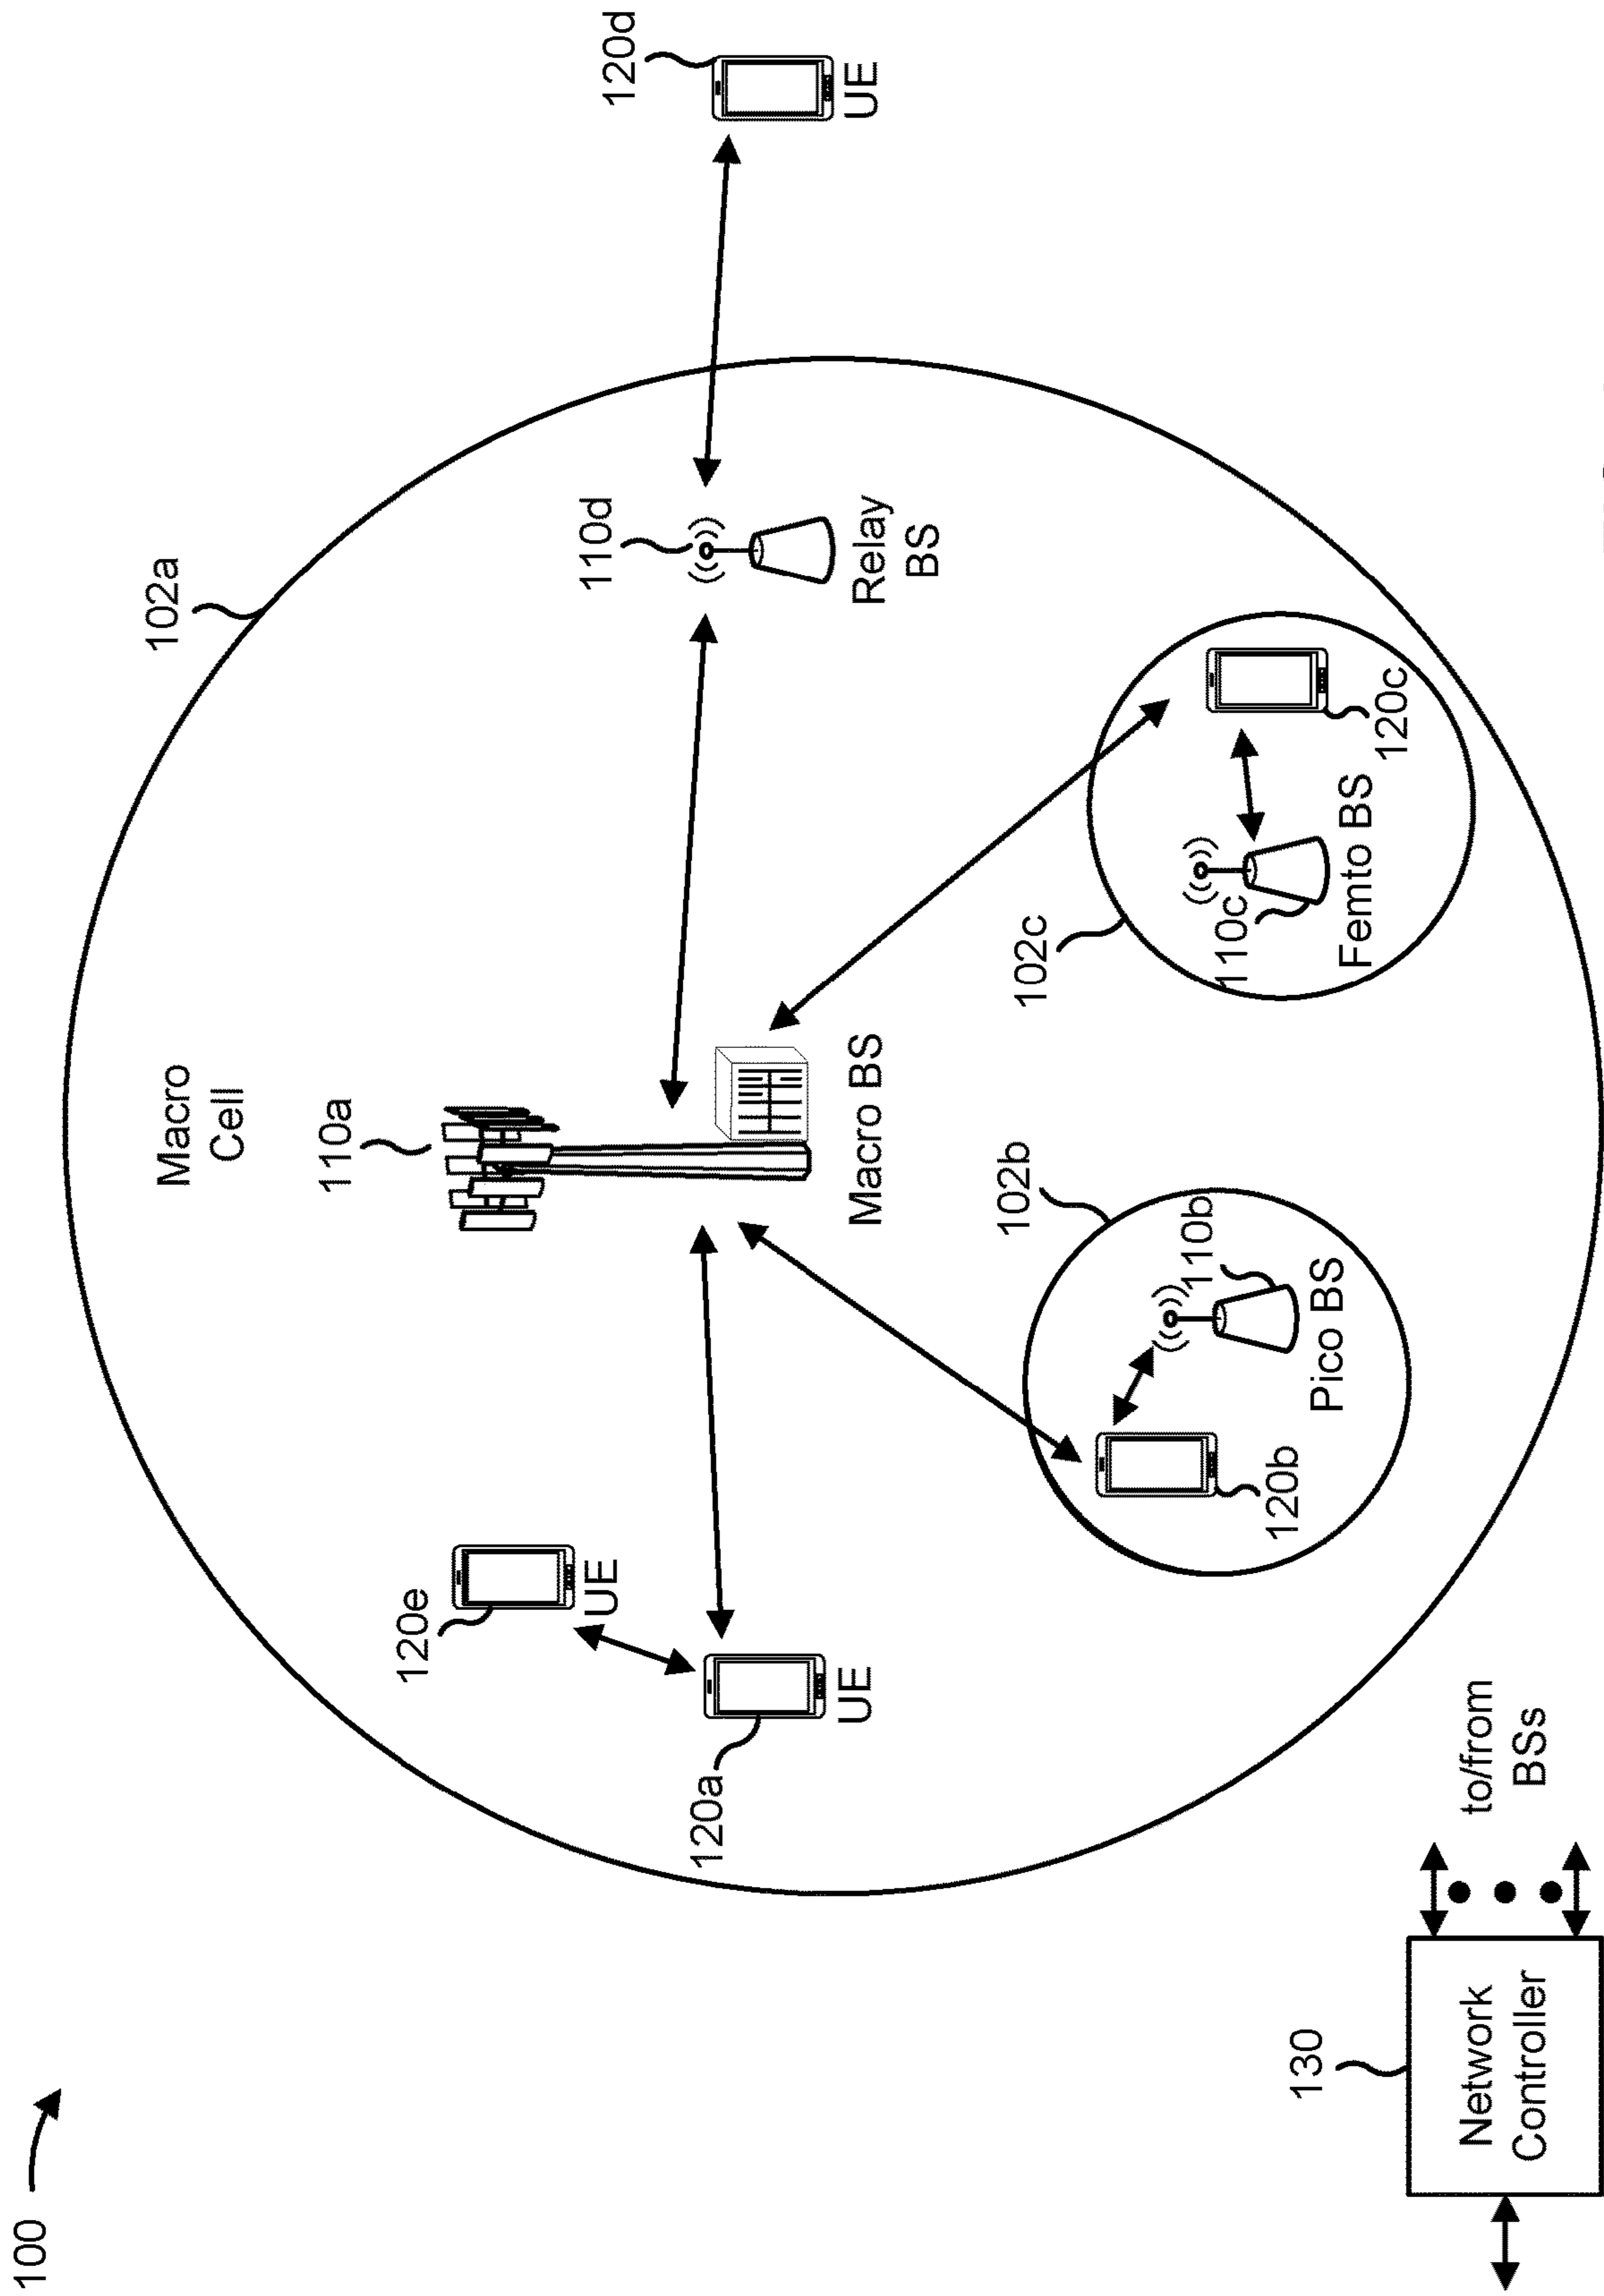 100
102a
Macro
Cell
110a
120e
UE
120a
UE
Macro BS
110d
Relay
BS
120d
UE
102b
110b
Pico BS
120b
102c
110c
Femto BS
120c
130
Network
Controller
to/from
BSs